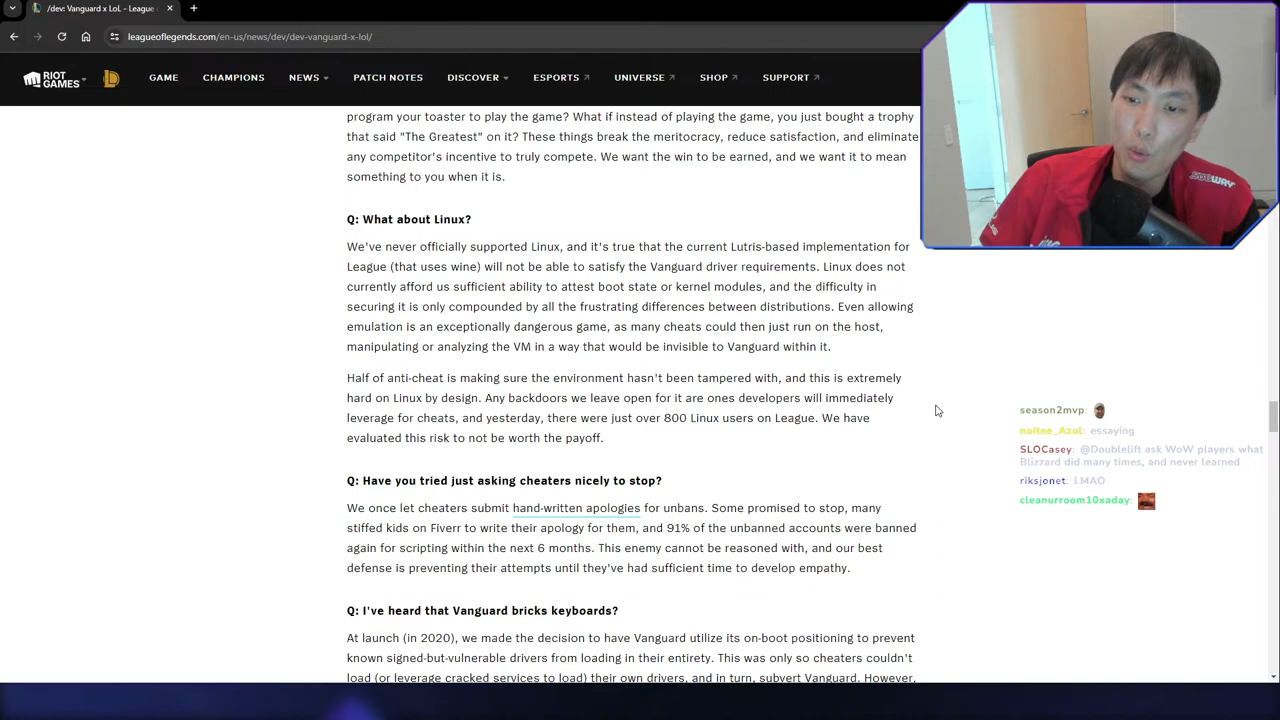 /dev: Vanguard x LoL - League o
leagueoflegends.com/en-us/news/dev/dev-vanguard-x-lol/
RIOT GAMES
GAME
CHAMPIONS
NEWS
PATCH NOTES
DISCOVER
ESPORTS
UNIVERSE
SHOP
SUPPORT
program your toaster to play the game? What if instead of playing the game, you just bought a trophy
that said "The Greatest" on it? These things break the meritocracy, reduce satisfaction, and eliminate
any competitor's incentive to truly compete. We want the win to be earned, and we want it to mean
something to you when it is.
Q: What about Linux?
We've never officially supported Linux, and it's true that the current Lutris-based implementation for
League (that uses wine) will not be able to satisfy the Vanguard driver requirements. Linux does not
currently afford us sufficient ability to attest boot state or kernel modules, and the difficulty in
securing it is only compounded by all the frustrating differences between distributions. Even allowing
emulation is an exceptionally dangerous game, as many cheats could then just run on the host,
manipulating or analyzing the VM in a way that would be invisible to Vanguard within it.
Half of anti-cheat is making sure the environment hasn't been tampered with, and this is extremely
hard on Linux by design. Any backdoors we leave open for it are ones developers will immediately
leverage for cheats, and yesterday, there were just over 800 Linux users on League. We have
evaluated this risk to not be worth the payoff.
Q: Have you tried just asking cheaters nicely to stop?
We once let cheaters submit hand-written apologies for unbans. Some promised to stop, many
stiffed kids on Fiverr to write their apology for them, and 91% of the unbanned accounts were banned
again for scripting within the next 6 months. This enemy cannot be reasoned with, and our best
defense is preventing their attempts until they've had sufficient time to develop empathy.
Q: I've heard that Vanguard bricks keyboards?
At launch (in 2020), we made the decision to have Vanguard utilize its on-boot positioning to prevent
known signed-but-vulnerable drivers from loading in their entirety. This was only so cheaters couldn't
load (or leverage cracked services to load) their own drivers, and in turn, subvert Vanguard. However,
SUBWAY
season2mvp:
noitee_Azul: essaying
SLOCasey: @Doublelift ask WoW players what
Blizzard did many times, and never learned
riksjonet: LMAO
cleanurroom10xaday: